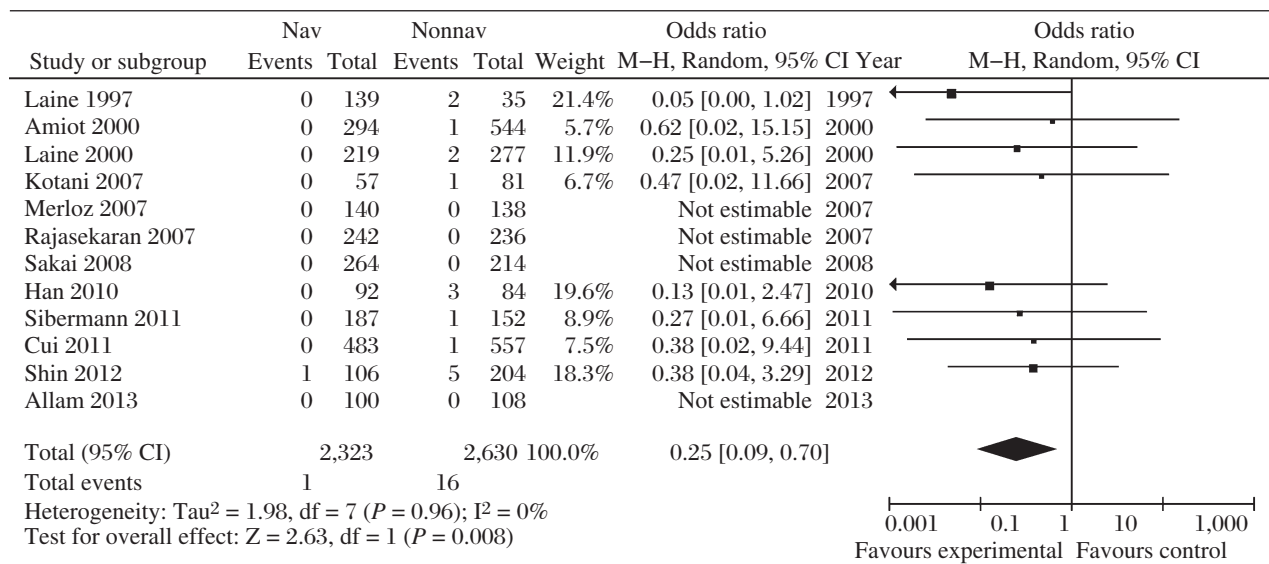 Nav Nonnav Odds ratio Odds ratio
Study or subgroup Events Total Events Total Weight M−H, Random, 95% CI Year M−H, Random, 95% CI
Laine 1997 0 139 2 35 21.4% 0.05 [0.00, 1.02] 1997
Amiot 2000 0 294 1 544 5.7% 0.62 [0.02, 15.15] 2000
Laine 2000 0 219 2 277 11.9% 0.25 [0.01, 5.26] 2000
Kotani 2007 0 57 1 81 6.7% 0.47 [0.02, 11.66] 2007
Merloz 2007 0 140 0 138 Not estimable 2007
Rajasekaran 2007 0 242 0 236 Not estimable 2007
Sakai 2008 0 264 0 214 Not estimable 2008
Han 2010 0 92 3 84 19.6% 0.13 [0.01, 2.47] 2010
Sibermann 2011 0 187 1 152 8.9% 0.27 [0.01, 6.66] 2011
Cui 2011 0 483 1 557 7.5% 0.38 [0.02, 9.44] 2011
Shin 2012 1 106 5 204 18.3% 0.38 [0.04, 3.29] 2012
Allam 2013 0 100 0 108 Not estimable 2013
Total (95% CI) 2,323 2,630 100.0% 0.25 [0.09, 0.70]
Total events 1 16
Heterogeneity: Tau² = 1.98, df = 7 (P = 0.96); I² = 0%
Test for overall effect: Z = 2.63, df = 1 (P = 0.008)
0.001 0.1 1 10 1,000
Favours experimental Favours control